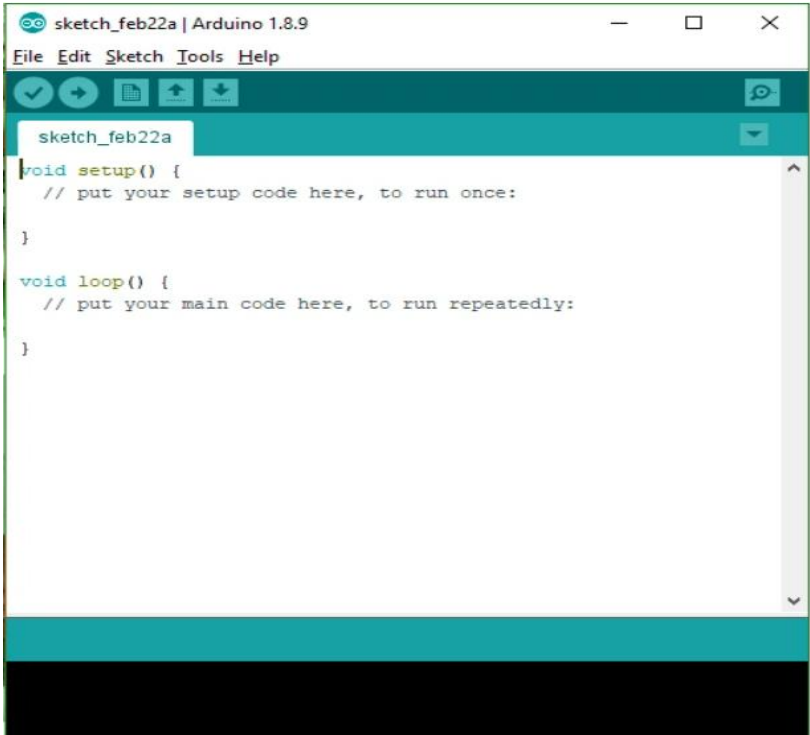 sketch_feb22a | Arduino 1.8.9
File Edit Sketch Tools Help
sketch_feb22a
void setup() {
  // put your setup code here, to run once:
}
void loop() {
  // put your main code here, to run repeatedly:
}